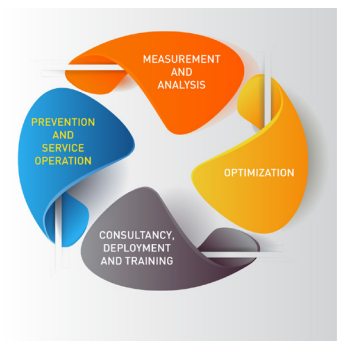 MEASUREMENT
AND
ANALYSIS
OPTIMIZATION
CONSULTANCY,
DEPLOYMENT
AND TRAINING
PREVENTION
AND
SERVICE
OPERATION